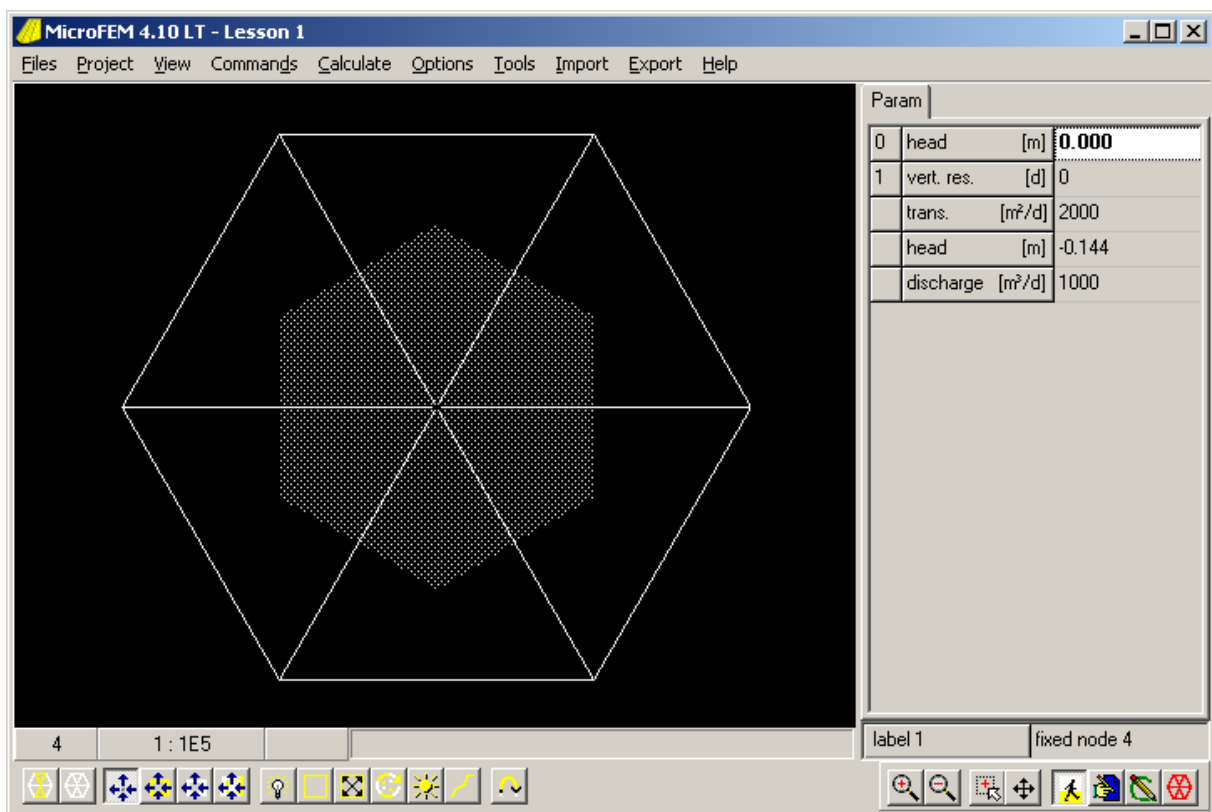 MicroFEM 4.10 LT - Lesson 1
Files Project View Commands Calculate Options Tools Import Export Help
Param
0 head [m] 0.000
1 vert. res. [d] 0
trans. [m²/d] 2000
head [m] -0.144
discharge [m³/d] 1000
4 1 : 1E5 label 1 fixed node 4